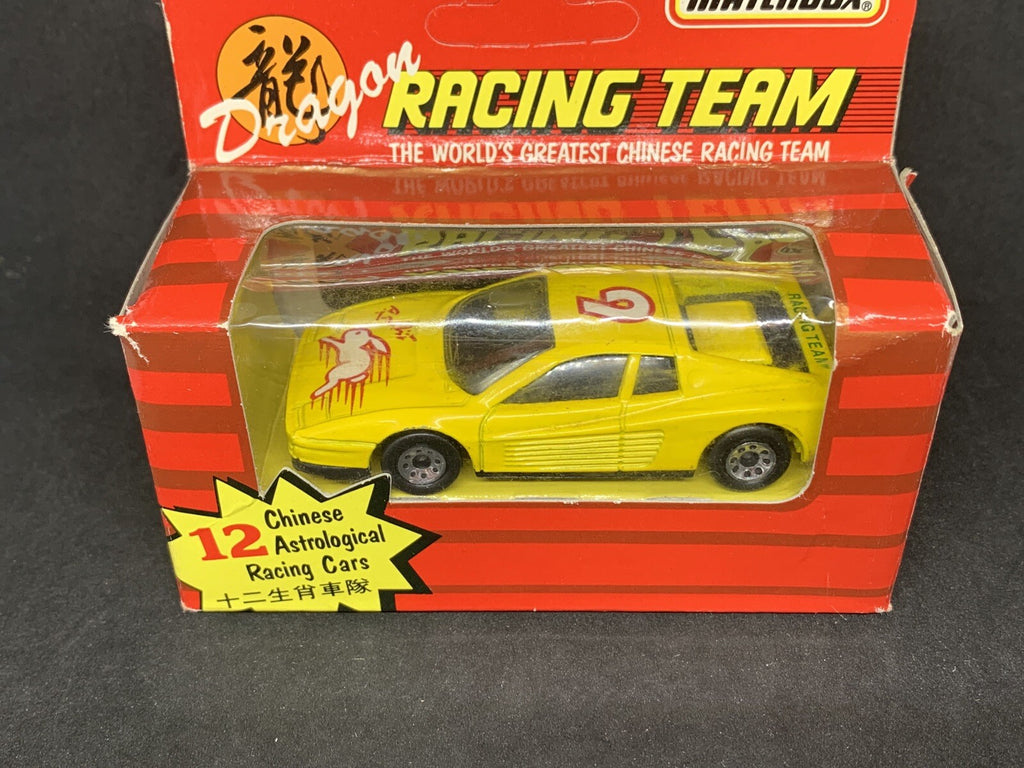 MATCHBOX®
龍
Dragon
RACING TEAM
THE WORLD'S GREATEST CHINESE RACING TEAM
9
RACING TEAM
12 Chinese
Astrological
Racing Cars
十二生肖車隊